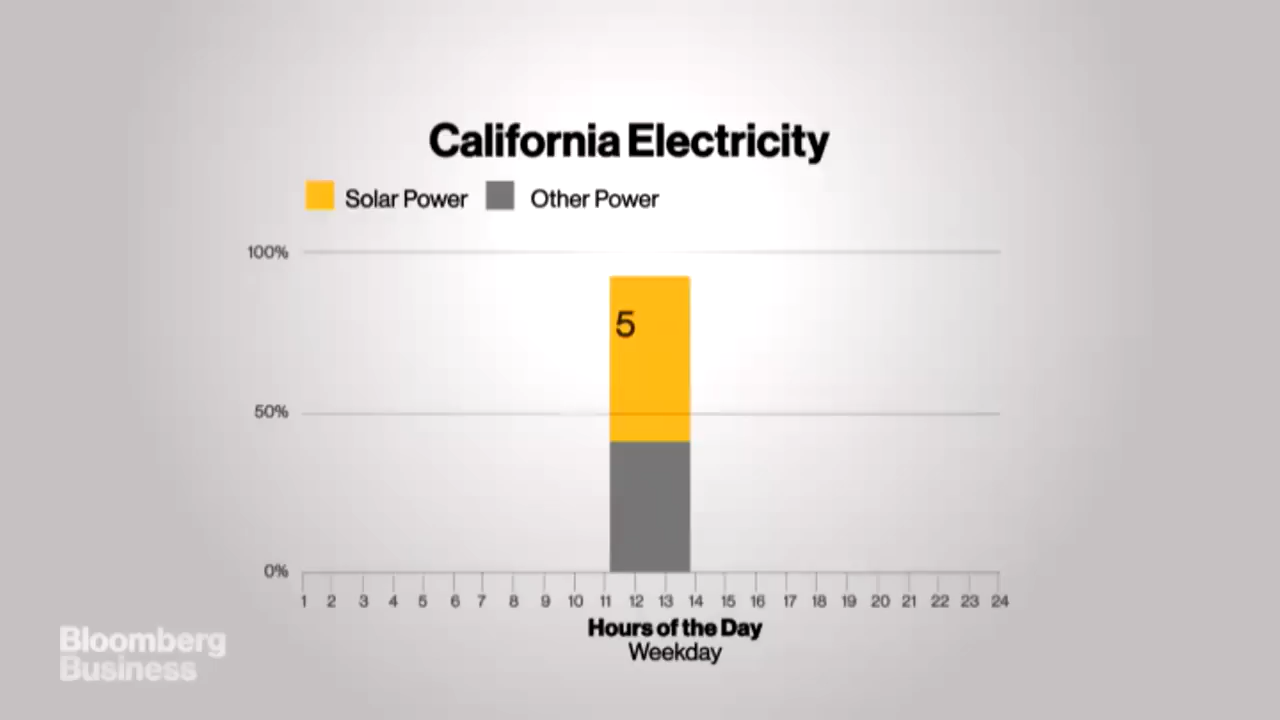 California Electricity
Solar Power Other Power
100%
5
50%
0%
1 2 3 4 5 6 7 8 9 10 11 12 13 14 15 16 17 18 19 20 21 22 23 24
Hours of the Day
Weekday
Bloomberg
Business